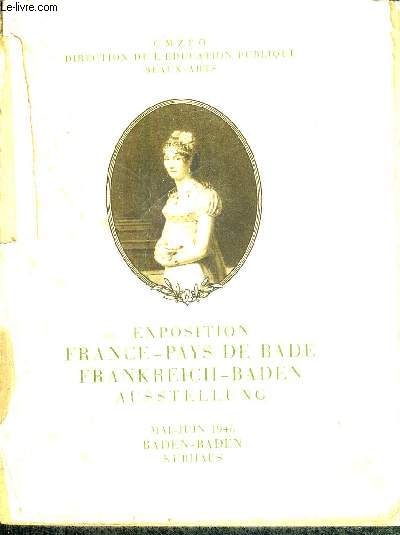 © Le-livre.com
C M Z F O
DIRECTION DE L'EDUCATION PUBLIQUE
BEAUX-ARTS
EXPOSITION
FRANCE-PAYS DE BADE
FRANKREICH-BADEN
AUSSTELLUNG
MAI-JUIN 1946
BADEN-BADEN
KURHAUS